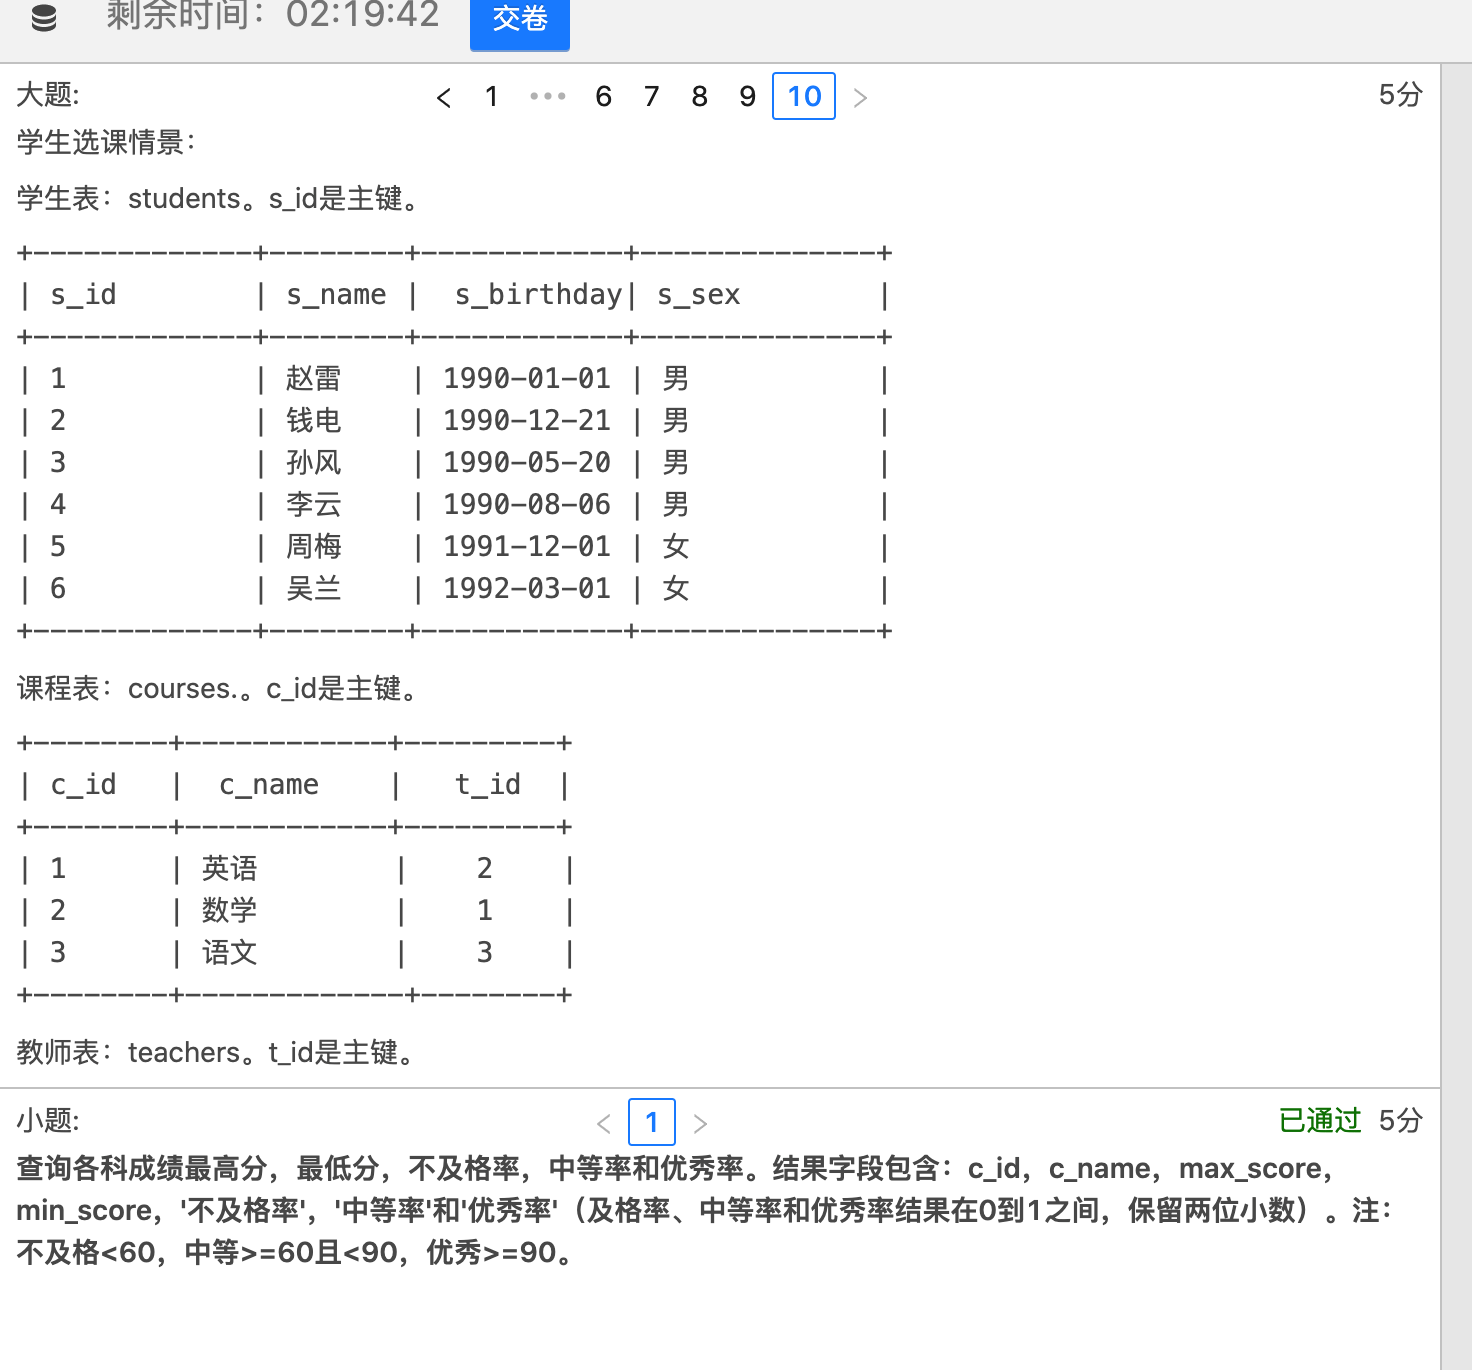 剩余时间：02:19:42 交卷
大题: < 1 ••• 6 7 8 9 10 > 5分
学生选课情景：
学生表：students。s_id是主键。
+-------------+--------+------------+--------------+
| s_id | s_name | s_birthday| s_sex |
+-------------+--------+------------+--------------+
| 1 | 赵雷 | 1990-01-01 | 男 |
| 2 | 钱电 | 1990-12-21 | 男 |
| 3 | 孙风 | 1990-05-20 | 男 |
| 4 | 李云 | 1990-08-06 | 男 |
| 5 | 周梅 | 1991-12-01 | 女 |
| 6 | 吴兰 | 1992-03-01 | 女 |
+-------------+--------+------------+--------------+
课程表：courses.。c_id是主键。
+--------+------------+---------+
| c_id | c_name | t_id |
+--------+------------+---------+
| 1 | 英语 | 2 |
| 2 | 数学 | 1 |
| 3 | 语文 | 3 |
+--------+-------------+--------+
教师表：teachers。t_id是主键。
小题: < 1 > 已通过 5分
查询各科成绩最高分，最低分，不及格率，中等率和优秀率。结果字段包含：c_id，c_name，max_score，
min_score，'不及格率'，'中等率'和'优秀率'（及格率、中等率和优秀率结果在0到1之间，保留两位小数）。注：
不及格<60，中等>=60且<90，优秀>=90。